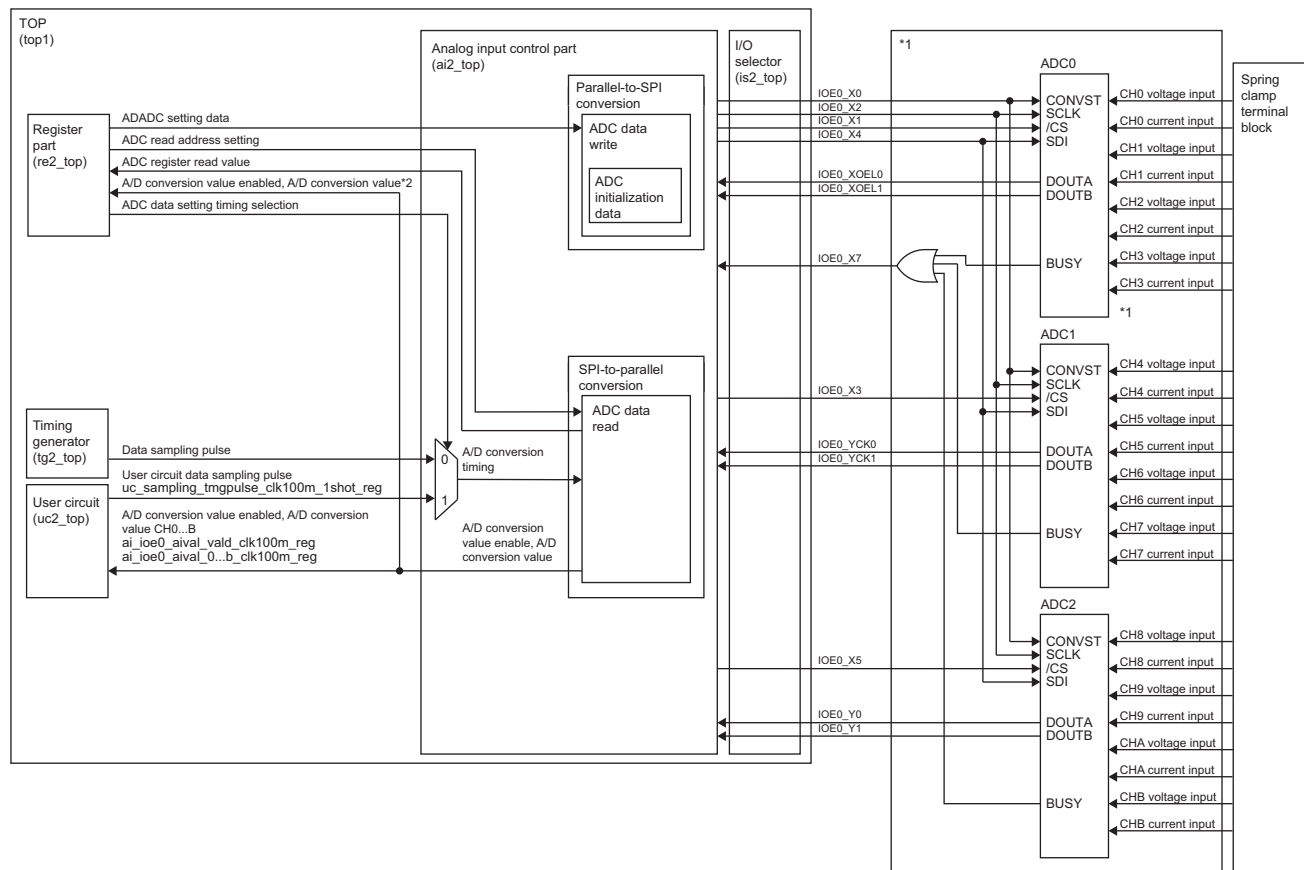 TOP
(top1)
Analog input control part
(ai2_top)
I/O
selector
(is2_top)
*1
Parallel-to-SPI
conversion
ADC data
write
ADC
initialization
data
Register
part
(re2_top)
ADADC setting data
ADC read address setting
ADC register read value
A/D conversion value enabled, A/D conversion value*2
ADC data setting timing selection
IOE0_X0
IOE0_X2
IOE0_X1
IOE0_X4
IOE0_XOEL0
IOE0_XOEL1
IOE0_X7
ADC0
CONVST
SCLK
/CS
SDI
DOUTA
DOUTB
BUSY
*1
CH0 voltage input
CH0 current input
CH1 voltage input
CH1 current input
CH2 voltage input
CH2 current input
CH3 voltage input
CH3 current input
Spring
clamp
terminal
block
SPI-to-parallel
conversion
ADC data
read
Timing
generator
(tg2_top)
Data sampling pulse
User circuit data sampling pulse
uc_sampling_tmgpulse_clk100m_1shot_reg
0
1
A/D conversion
timing
User circuit
(uc2_top)
A/D conversion value enabled, A/D conversion
value CH0...B
ai_ioe0_aival_vald_clk100m_reg
ai_ioe0_aival_0...b_clk100m_reg
A/D conversion
value enable, A/D
conversion value
IOE0_X3
IOE0_YCK0
IOE0_YCK1
ADC1
CONVST
SCLK
/CS
SDI
DOUTA
DOUTB
BUSY
CH4 voltage input
CH4 current input
CH5 voltage input
CH5 current input
CH6 voltage input
CH6 current input
CH7 voltage input
CH7 current input
IOE0_X5
IOE0_Y0
IOE0_Y1
ADC2
CONVST
SCLK
/CS
SDI
DOUTA
DOUTB
BUSY
CH8 voltage input
CH8 current input
CH9 voltage input
CH9 current input
CHA voltage input
CHA current input
CHB voltage input
CHB current input